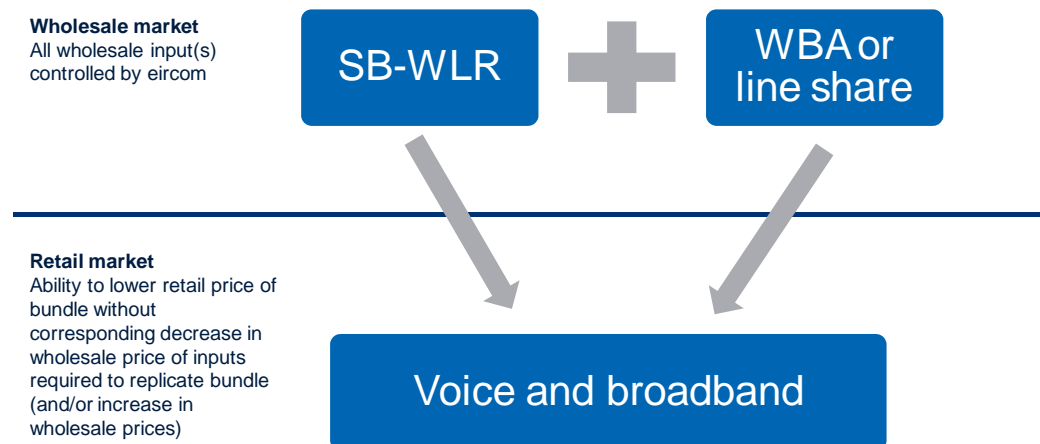 Wholesale market
All wholesale input(s)
controlled by eircom
SB-WLR
WBA or
line share
Retail market
Ability to lower retail price of
bundle without
corresponding decrease in
wholesale price of inputs
required to replicate bundle
(and/or increase in
wholesale prices)
Voice and broadband